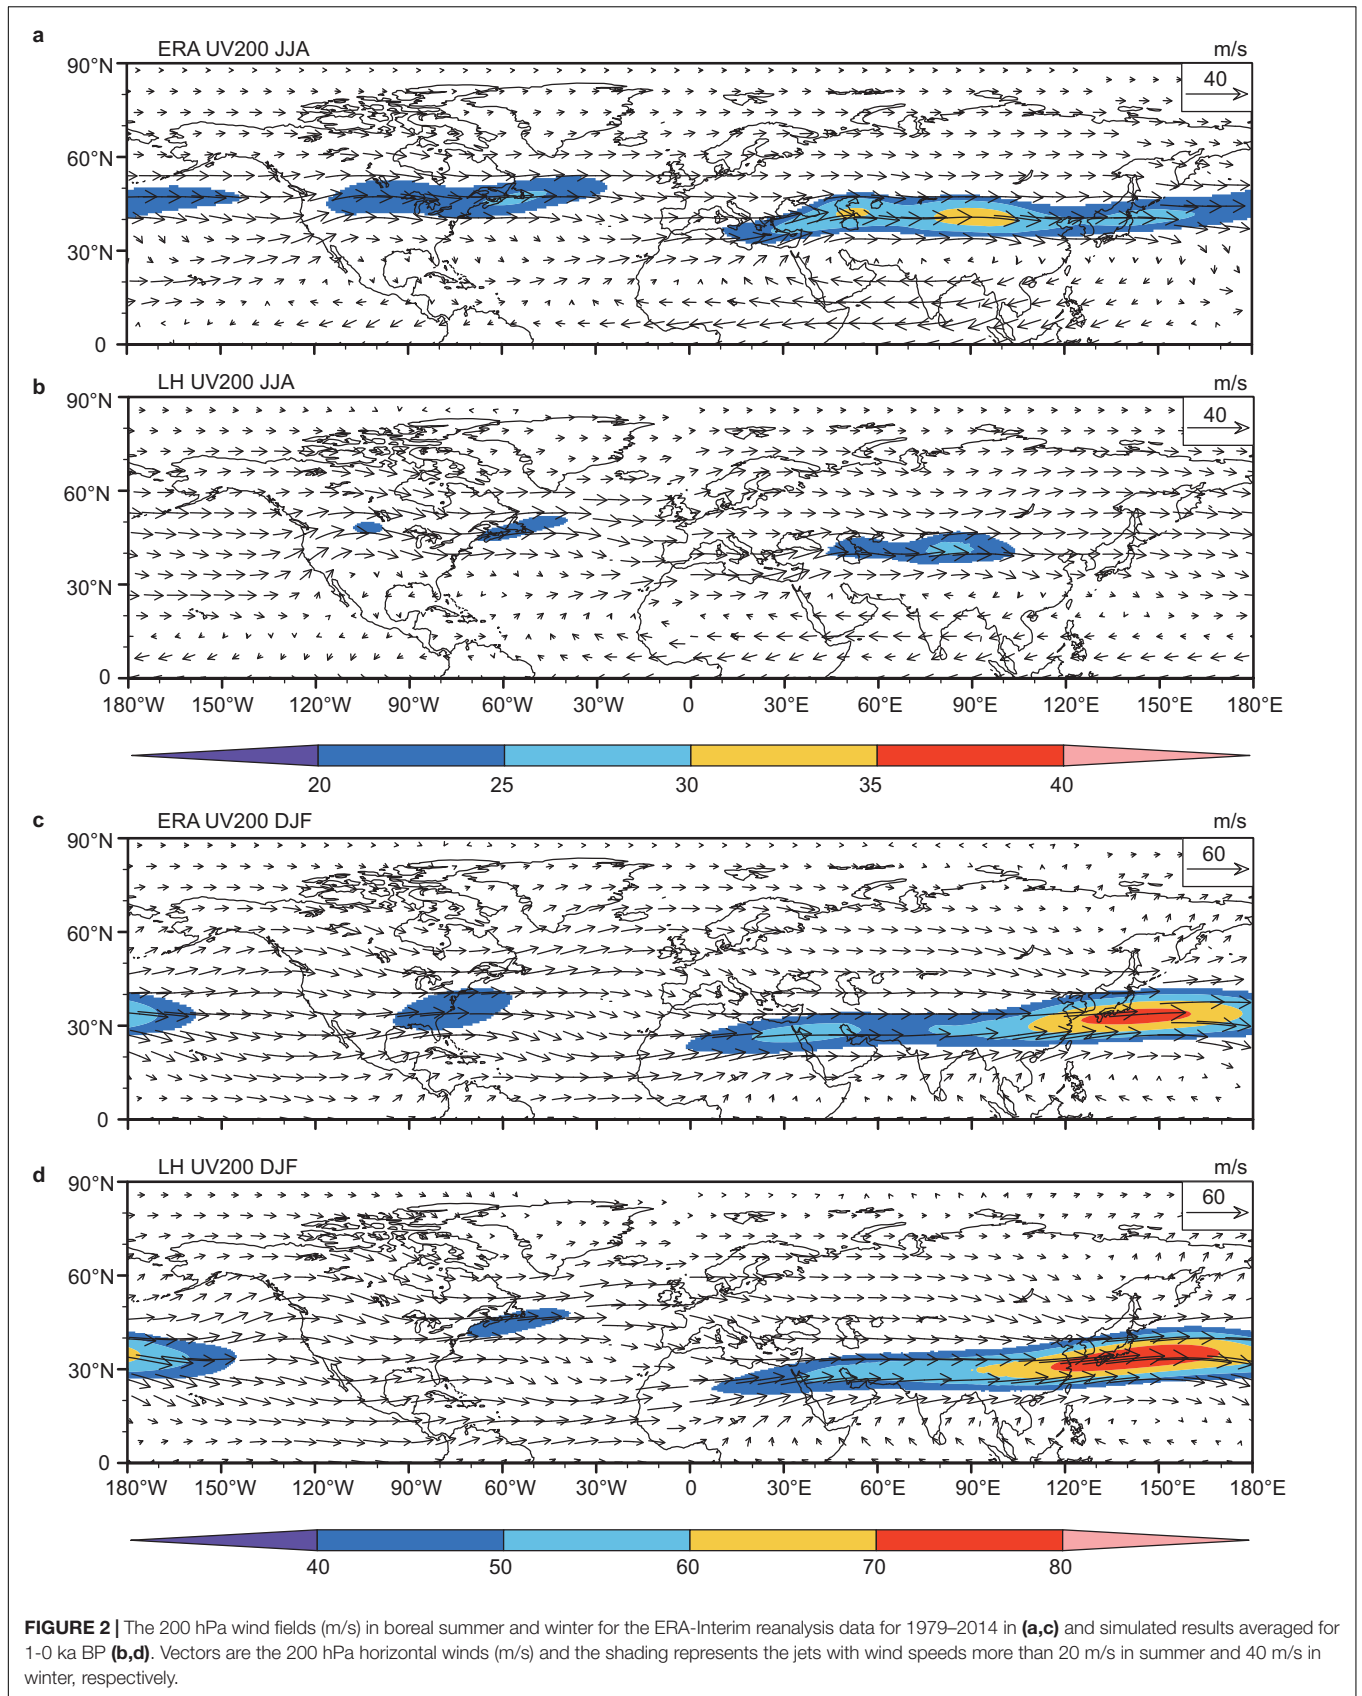 a
ERA UV200 JJA
m/s
90°N
40
60°N
30°N
0
b
LH UV200 JJA
m/s
90°N
40
60°N
30°N
0
180°W 150°W 120°W 90°W 60°W 30°W 0 30°E 60°E 90°E 120°E 150°E 180°E
20 25 30 35 40
c
ERA UV200 DJF
m/s
90°N
60
60°N
30°N
0
d
LH UV200 DJF
m/s
90°N
60
60°N
30°N
0
180°W 150°W 120°W 90°W 60°W 30°W 0 30°E 60°E 90°E 120°E 150°E 180°E
40 50 60 70 80
FIGURE 2 | The 200 hPa wind fields (m/s) in boreal summer and winter for the ERA-Interim reanalysis data for 1979–2014 in (a,c) and simulated results averaged for
1-0 ka BP (b,d). Vectors are the 200 hPa horizontal winds (m/s) and the shading represents the jets with wind speeds more than 20 m/s in summer and 40 m/s in
winter, respectively.